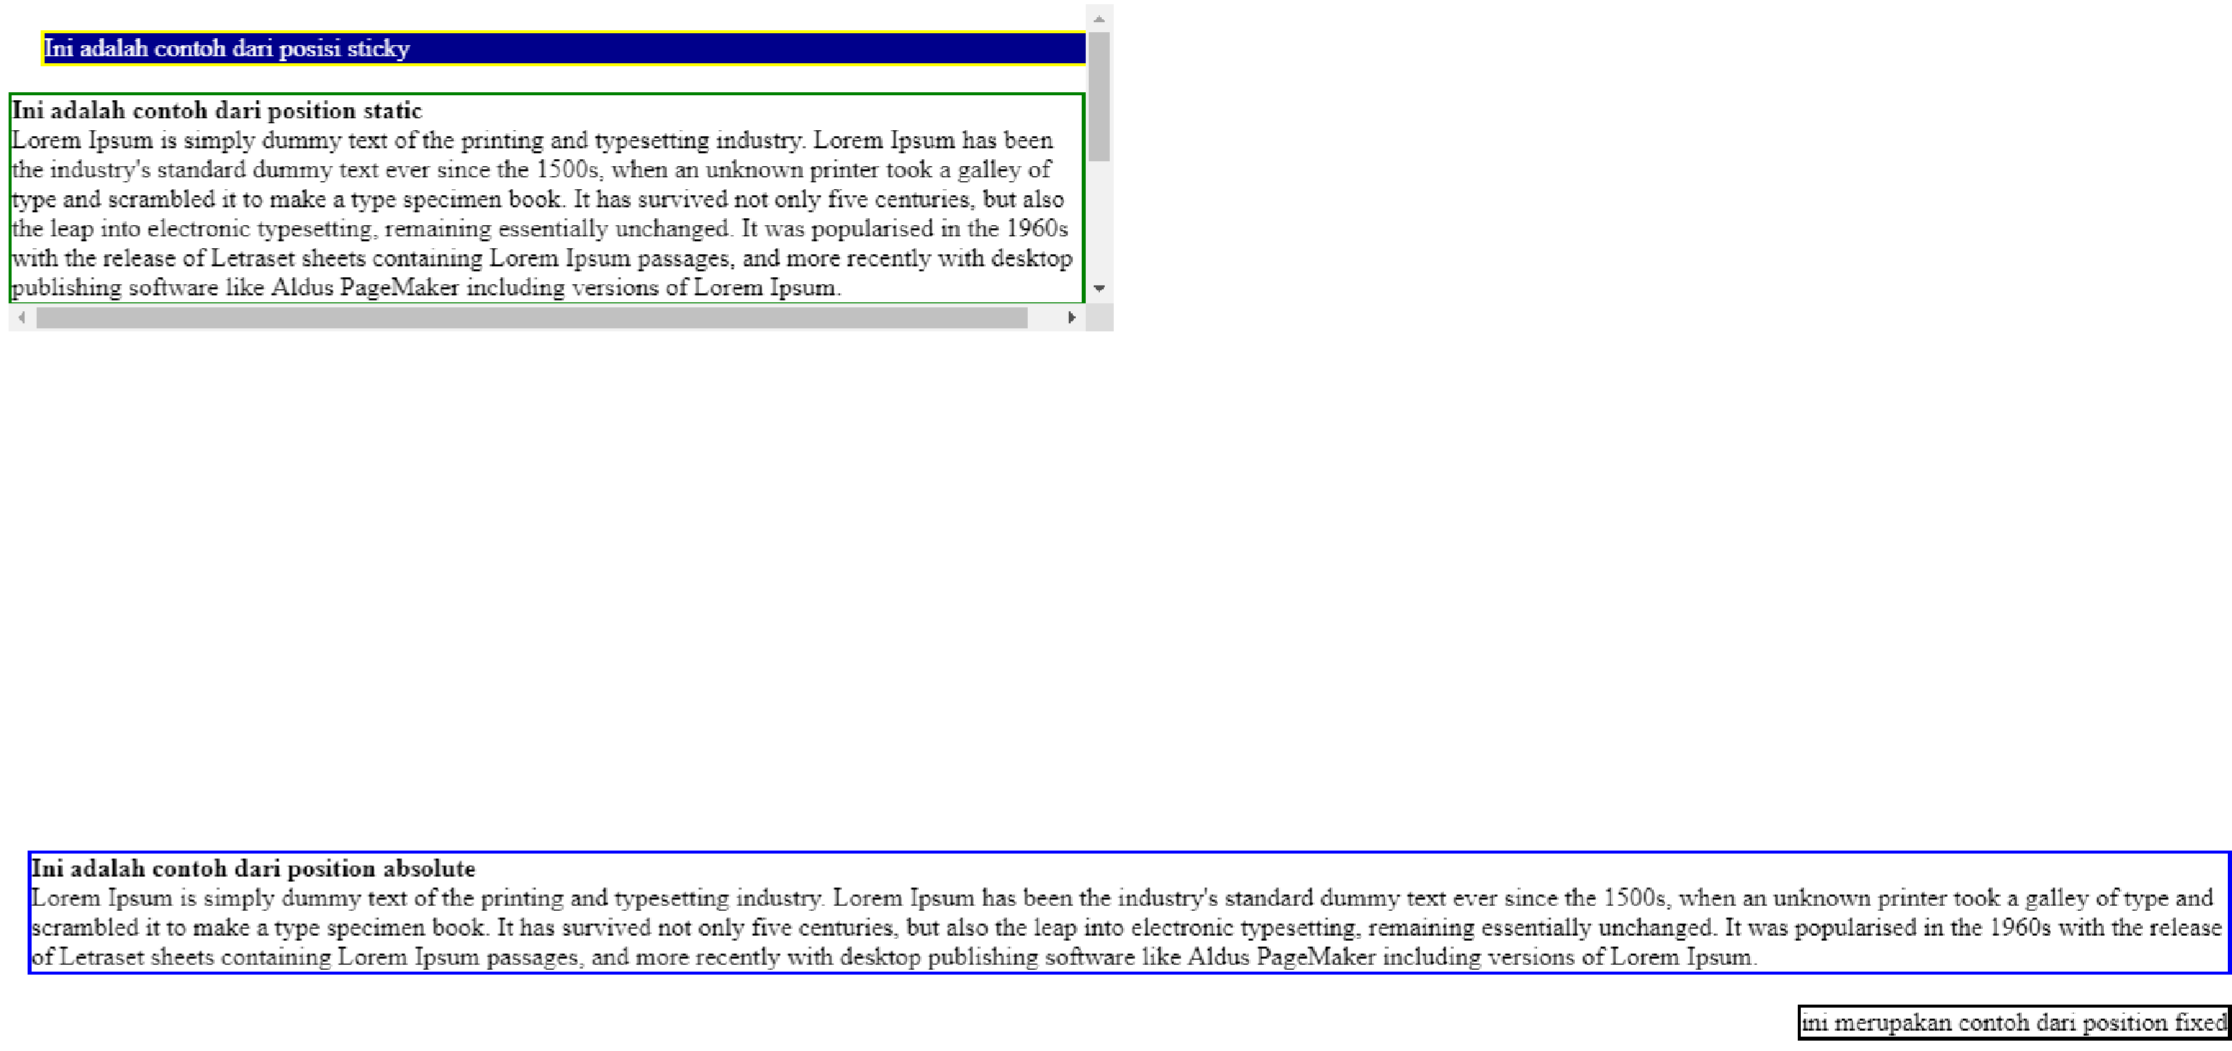 Ini adalah contoh dari posisi sticky
Ini adalah contoh dari position static
Lorem Ipsum is simply dummy text of the printing and typesetting industry. Lorem Ipsum has been
the industry's standard dummy text ever since the 1500s, when an unknown printer took a galley of
type and scrambled it to make a type specimen book. It has survived not only five centuries, but also
the leap into electronic typesetting, remaining essentially unchanged. It was popularised in the 1960s
with the release of Letraset sheets containing Lorem Ipsum passages, and more recently with desktop
publishing software like Aldus PageMaker including versions of Lorem Ipsum.
Ini adalah contoh dari position absolute
Lorem Ipsum is simply dummy text of the printing and typesetting industry. Lorem Ipsum has been the industry's standard dummy text ever since the 1500s, when an unknown printer took a galley of type and
scrambled it to make a type specimen book. It has survived not only five centuries, but also the leap into electronic typesetting, remaining essentially unchanged. It was popularised in the 1960s with the release
of Letraset sheets containing Lorem Ipsum passages, and more recently with desktop publishing software like Aldus PageMaker including versions of Lorem Ipsum.
ini merupakan contoh dari position fixed